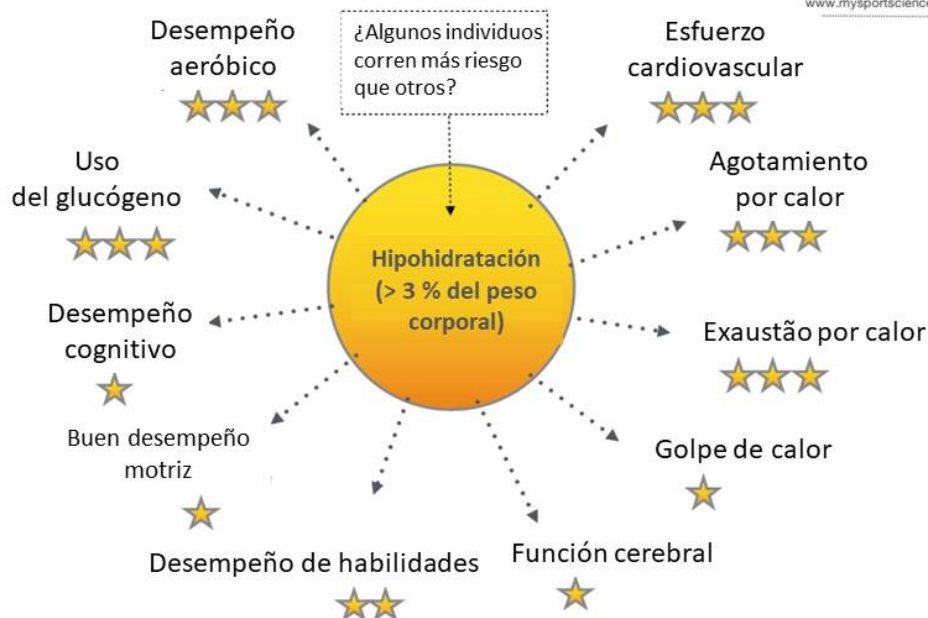 www.mysportscience
¿Algunos individuos
corren más riesgo
que otros?
Desempeño
aeróbico
Esfuerzo
cardiovascular
Uso
del glucógeno
Agotamiento
por calor
Hipohidratación
(> 3 % del peso
corporal)
Desempeño
cognitivo
Exaustão por calor
Buen desempeño
motriz
Golpe de calor
Desempeño de habilidades
Función cerebral